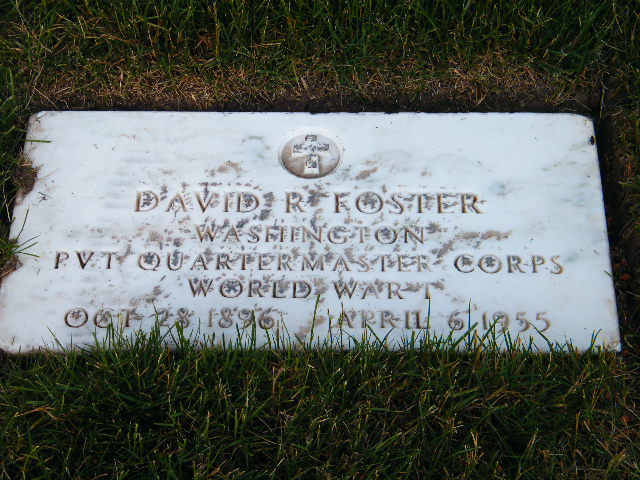 DAVID R FOSTER
WASHINGTON
PVT QUARTERMASTER CORPS
WORLD WAR I
OCT 28 1896 APRIL 6 1955